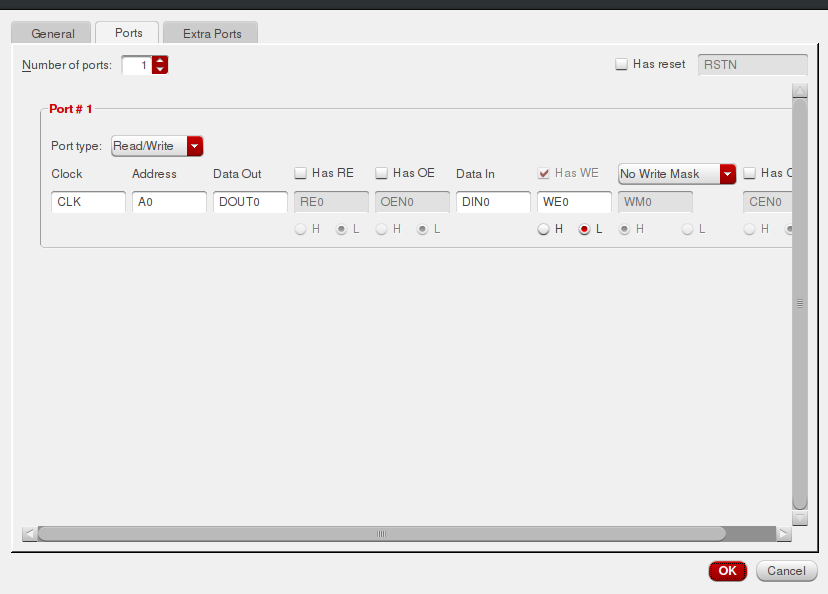 General Ports Extra Ports
Number of ports: 1 Has reset RSTN
Port # 1
Port type: Read/Write
Clock Address Data Out Has RE Has OE Data In Has WE No Write Mask Has
CLK A0 DOUT0 RE0 OEN0 DIN0 WE0 WM0 CEN0
H L H L H L H L H
OK Cancel